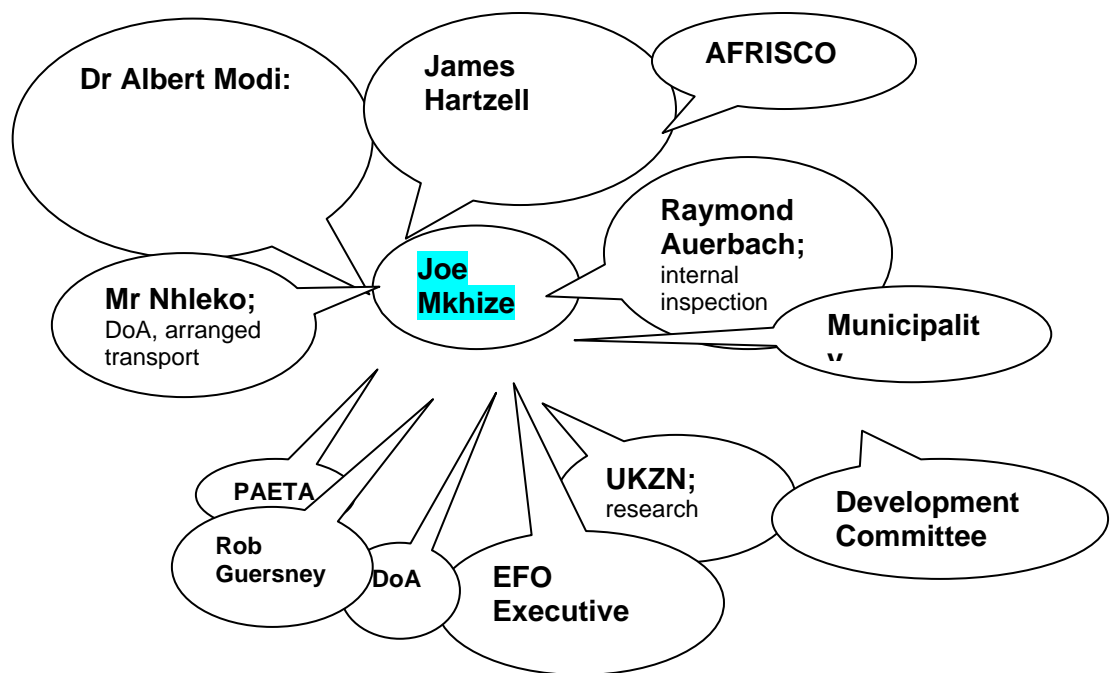 Dr Albert Modi:
James
Hartzell
AFRISCO
Joe
Mkhize
Raymond
Auerbach;
internal
inspection
Mr Nhleko;
DoA, arranged
transport
Municipalit
y
PAETA
Rob
Guersney
DoA
EFO
Executive
UKZN;
research
Development
Committee